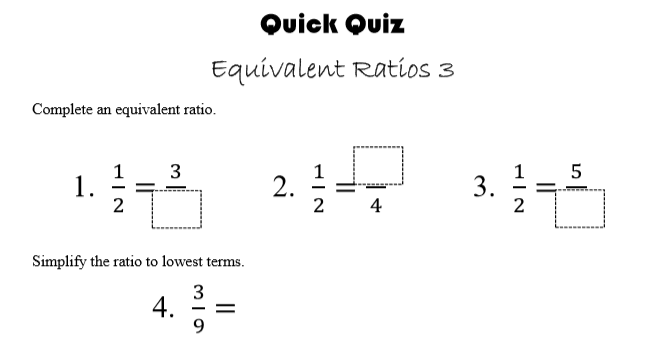 Quick Quiz
Equivalent Ratios 3
Complete an equivalent ratio.
1. 1/2 = 3/
2. 1/2 = /4
3. 1/2 = 5/
Simplify the ratio to lowest terms.
4. 3/9 =